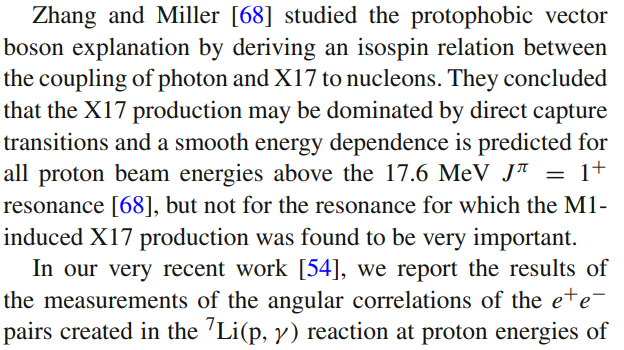 Zhang and Miller [68] studied the protophobic vector
boson explanation by deriving an isospin relation between
the coupling of photon and X17 to nucleons. They concluded
that the X17 production may be dominated by direct capture
transitions and a smooth energy dependence is predicted for
all proton beam energies above the 17.6 MeV J^π = 1⁺
resonance [68], but not for the resonance for which the M1-
induced X17 production was found to be very important.
In our very recent work [54], we report the results of
the measurements of the angular correlations of the e⁺e⁻
pairs created in the ⁷Li(p, γ) reaction at proton energies of